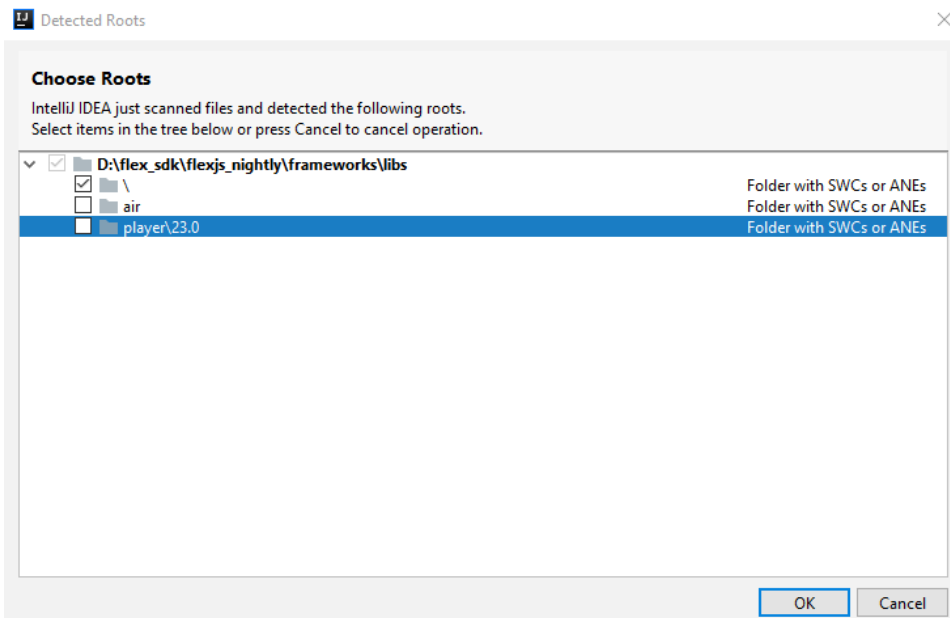 IJ Detected Roots
Choose Roots
IntelliJ IDEA just scanned files and detected the following roots.
Select items in the tree below or press Cancel to cancel operation.
D:\flex_sdk\flexjs_nightly\frameworks\libs
\ Folder with SWCs or ANEs
air Folder with SWCs or ANEs
player\23.0 Folder with SWCs or ANEs
OK Cancel